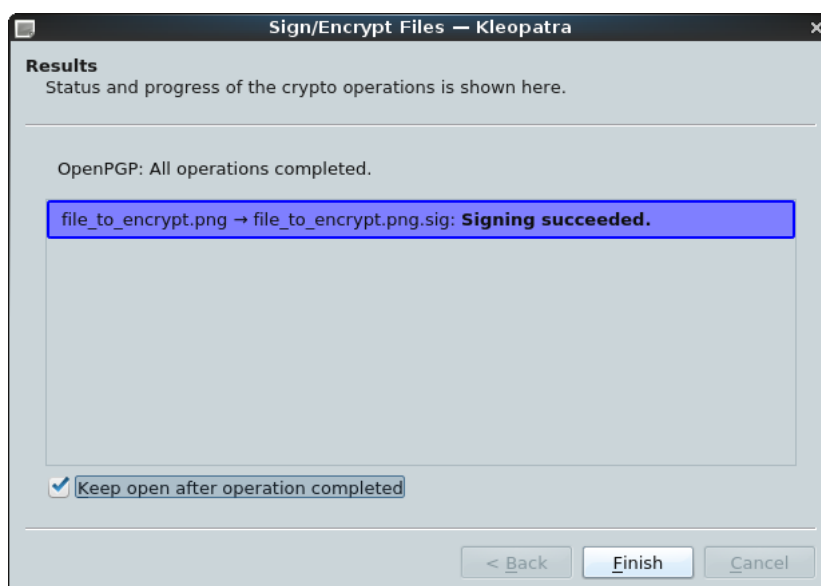 Sign/Encrypt Files — Kleopatra
Results
Status and progress of the crypto operations is shown here.
OpenPGP: All operations completed.
file_to_encrypt.png → file_to_encrypt.png.sig: Signing succeeded.
Keep open after operation completed
< Back Finish Cancel